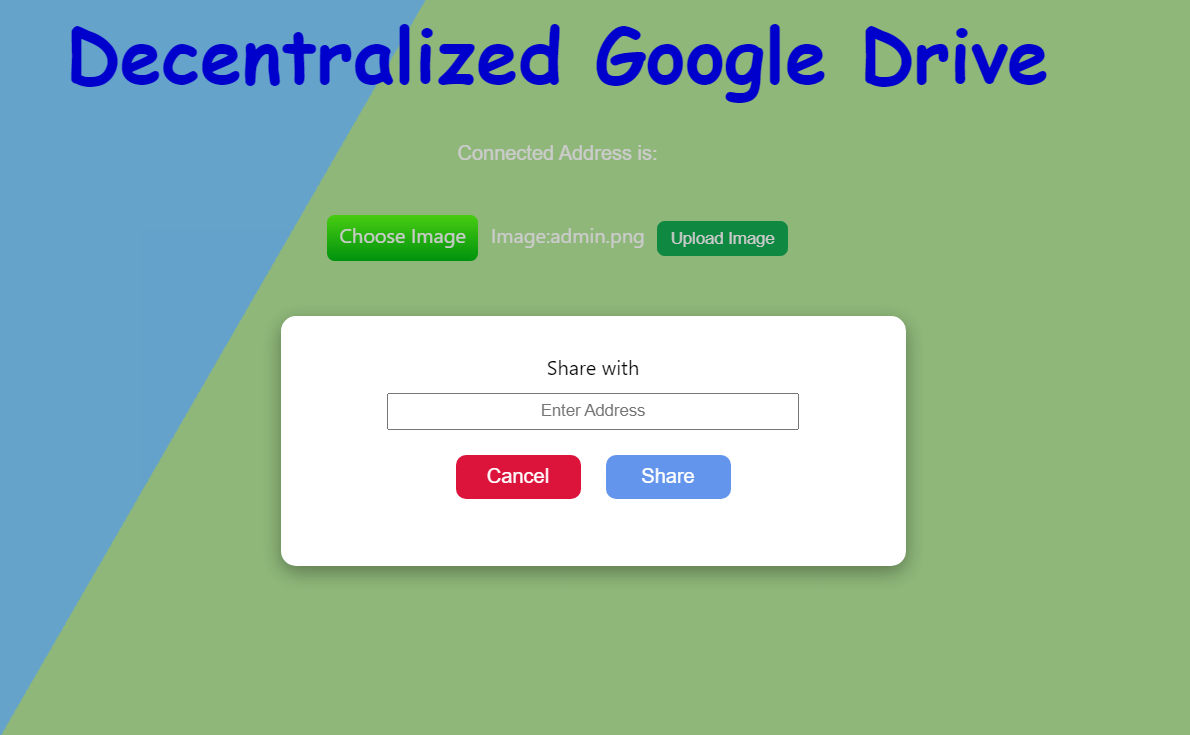 Decentralized Google Drive
Connected Address is:
Choose Image Image:admin.png Upload Image
Share with
Enter Address
Cancel Share